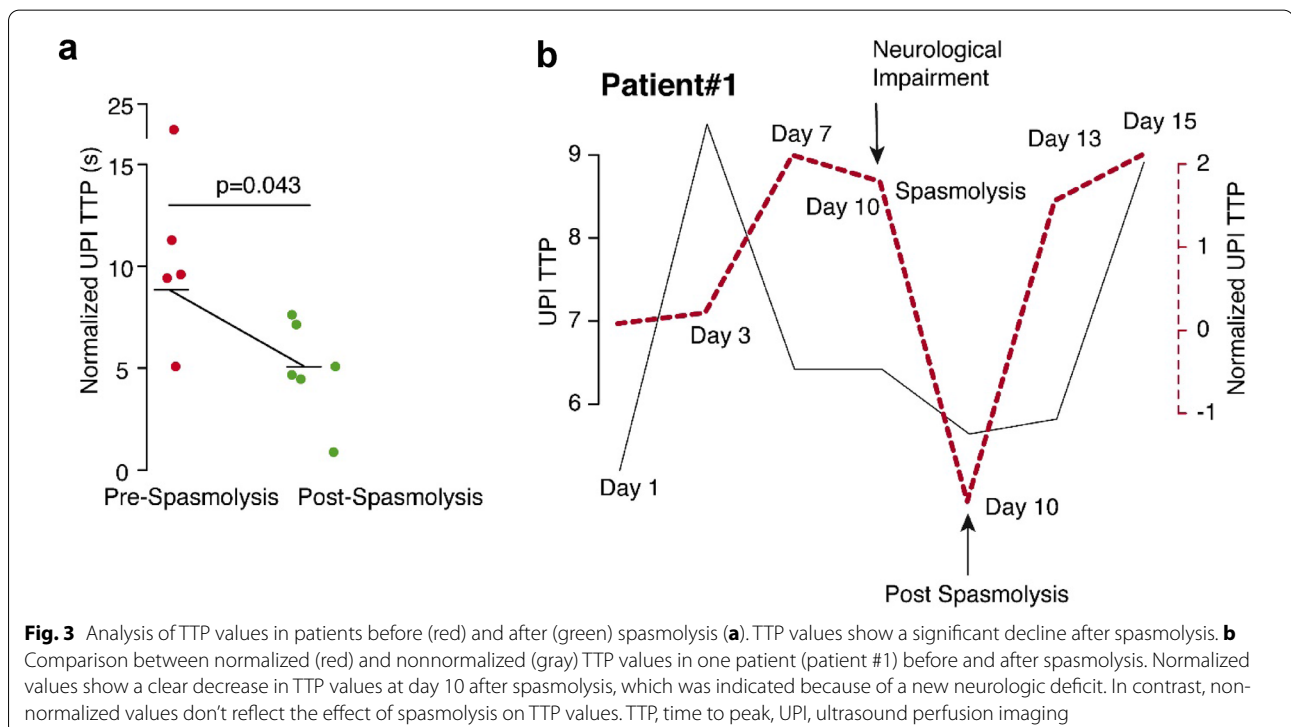 a
25
15
10
5
0
Normalized UPI TTP (s)
p=0.043
Pre-Spasmolysis
Post-Spasmolysis
b
Patient#1
Neurological
Impairment
9
8
7
6
UPI TTP
Day 1
Day 3
Day 7
Day 10
Spasmolysis
Day 10
Post Spasmolysis
Day 13
Day 15
2
1
0
-1
Normalized UPI TTP
Fig. 3 Analysis of TTP values in patients before (red) and after (green) spasmolysis (a). TTP values show a significant decline after spasmolysis. b
Comparison between normalized (red) and nonnormalized (gray) TTP values in one patient (patient #1) before and after spasmolysis. Normalized
values show a clear decrease in TTP values at day 10 after spasmolysis, which was indicated because of a new neurologic deficit. In contrast, non-
normalized values don't reflect the effect of spasmolysis on TTP values. TTP, time to peak, UPI, ultrasound perfusion imaging